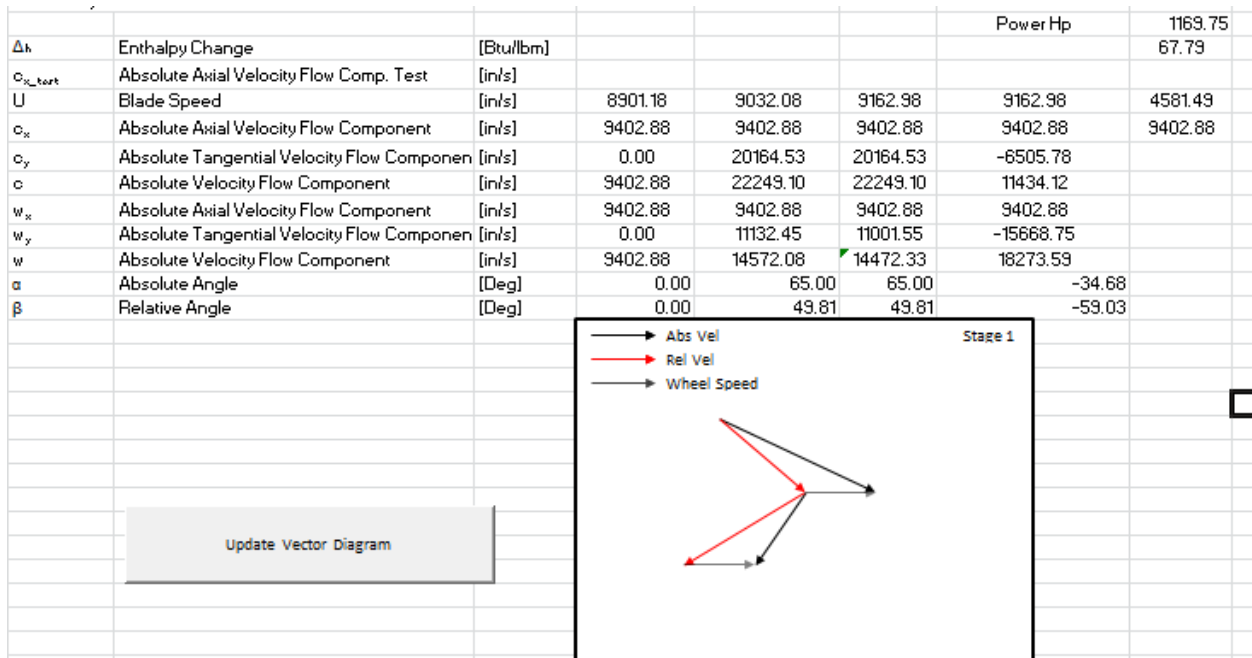 Power Hp 1169.75
Δh Enthalpy Change [Btu/lbm] 67.79
cx_test Absolute Axial Velocity Flow Comp. Test [in/s]
U Blade Speed [in/s] 8901.18 9032.08 9162.98 9162.98 4581.49
cx Absolute Axial Velocity Flow Component [in/s] 9402.88 9402.88 9402.88 9402.88 9402.88
cy Absolute Tangential Velocity Flow Componen [in/s] 0.00 20164.53 20164.53 -6505.78
c Absolute Velocity Flow Component [in/s] 9402.88 22249.10 22249.10 11434.12
wx Absolute Axial Velocity Flow Component [in/s] 9402.88 9402.88 9402.88 9402.88
wy Absolute Tangential Velocity Flow Componen [in/s] 0.00 11132.45 11001.55 -15668.75
w Absolute Velocity Flow Component [in/s] 9402.88 14572.08 14472.33 18273.59
α Absolute Angle [Deg] 0.00 65.00 65.00 -34.68
β Relative Angle [Deg] 0.00 49.81 49.81 -59.03
Abs Vel Stage 1
Rel Vel
Wheel Speed
Update Vector Diagram